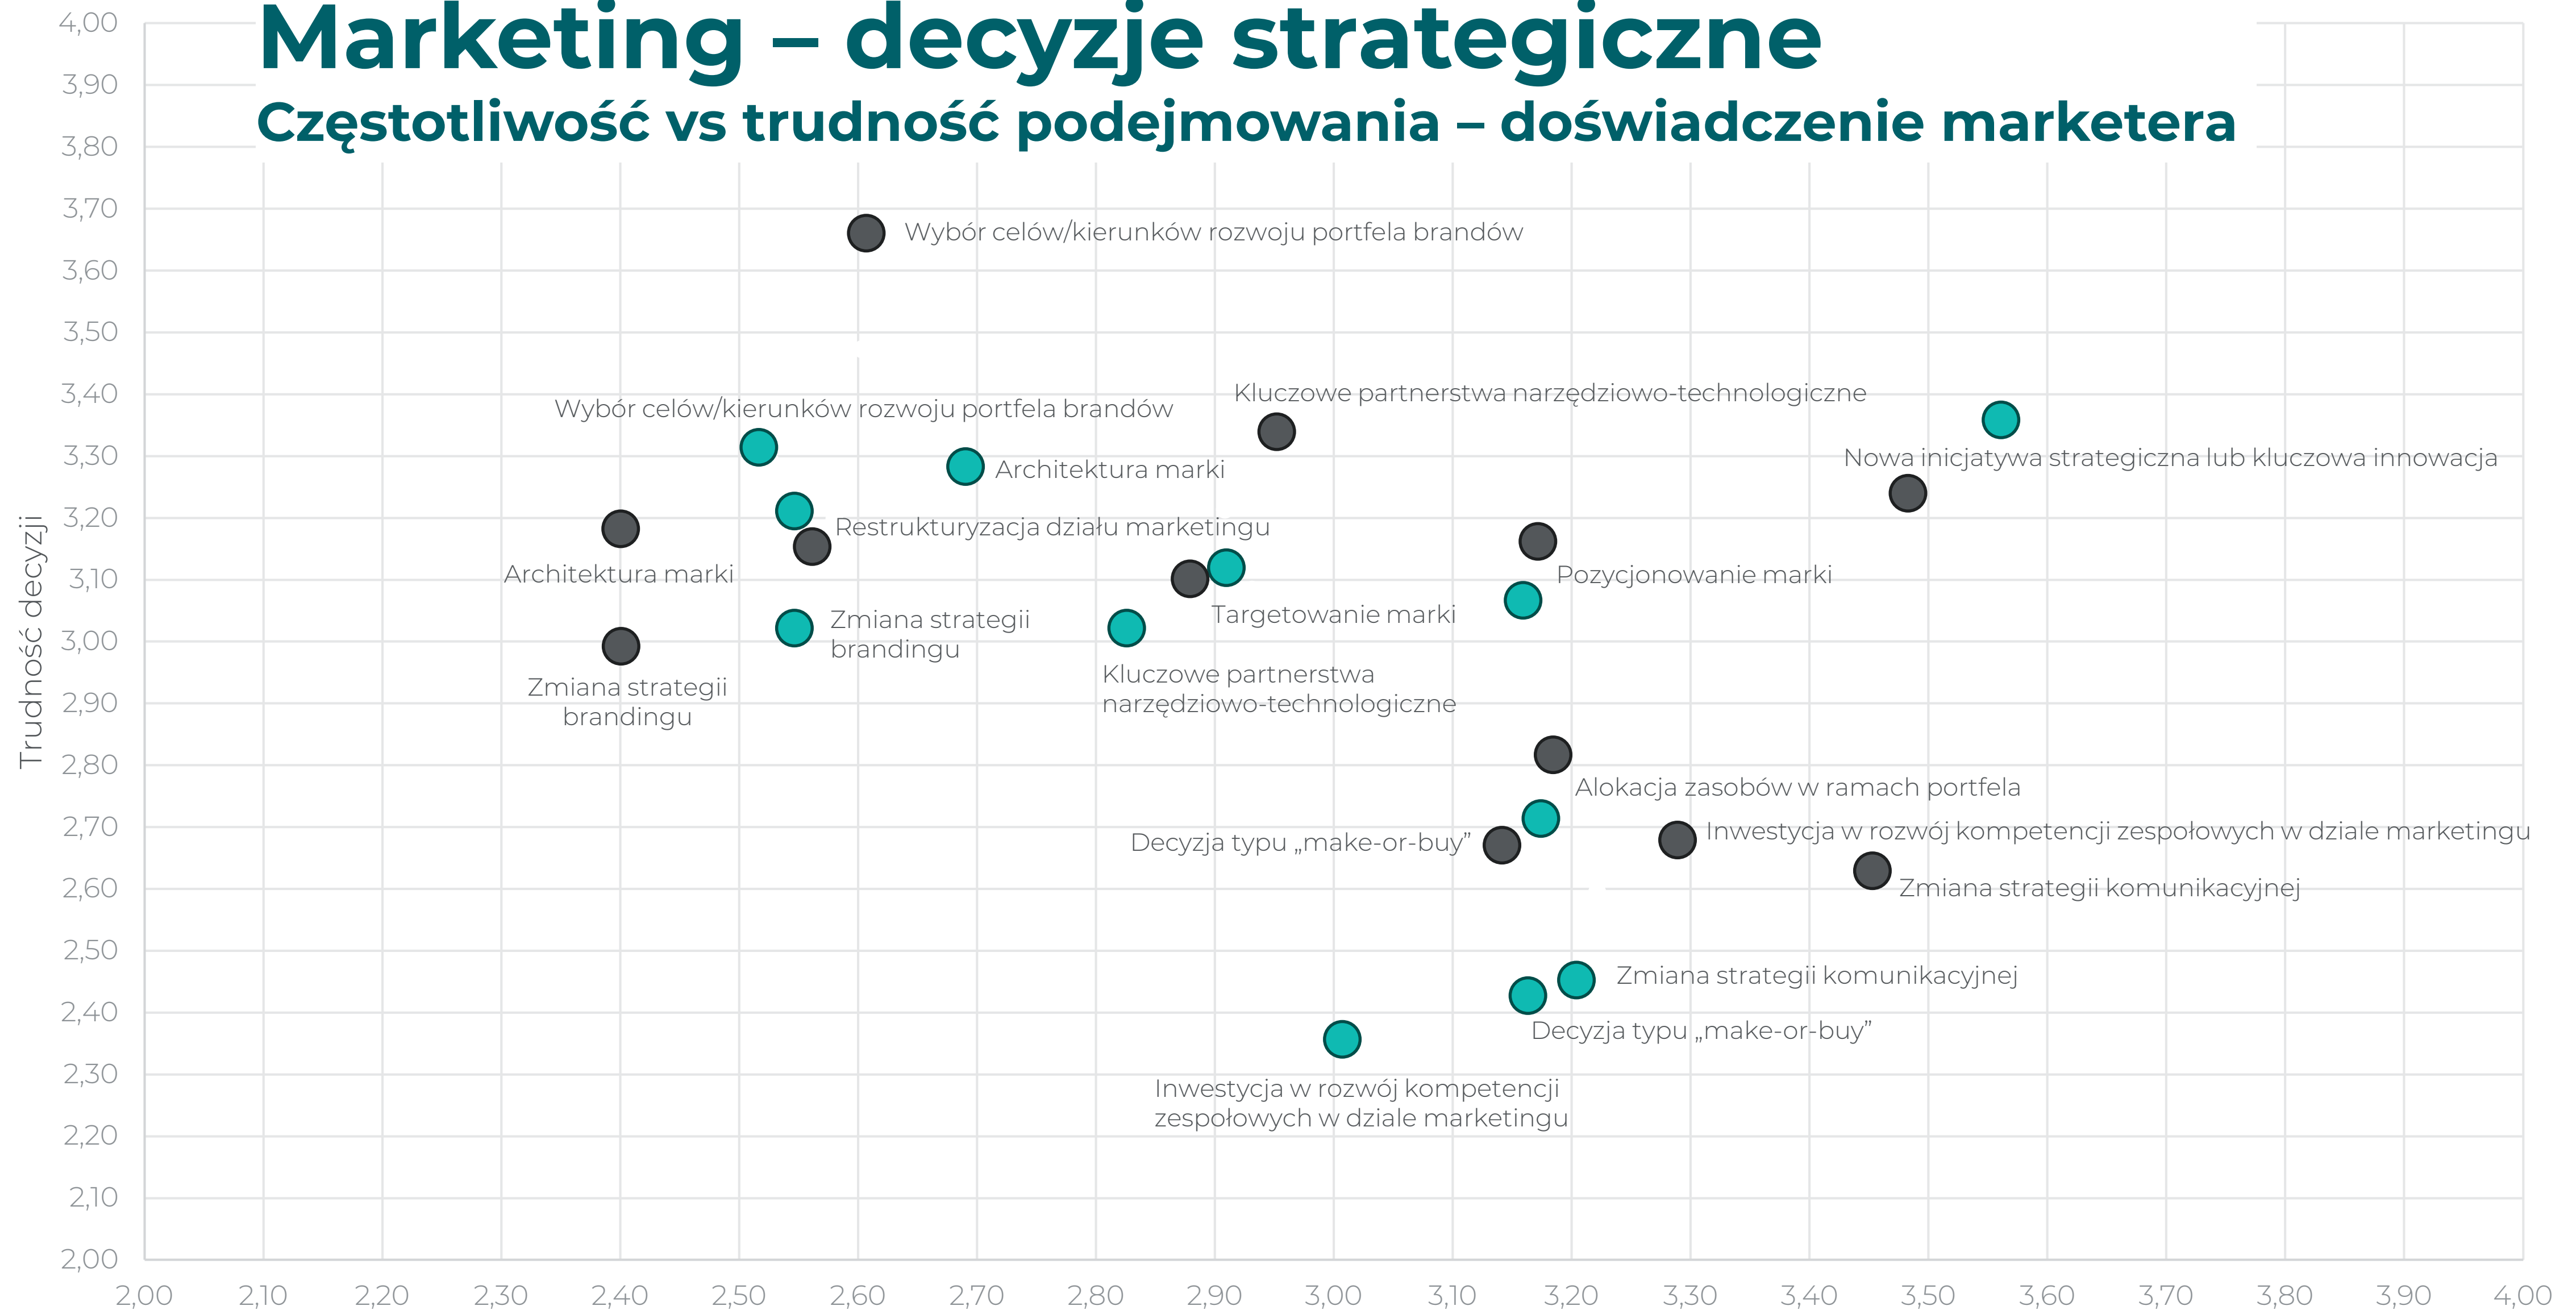 Marketing – decyzje strategiczne
Częstotliwość vs trudność podejmowania – doświadczenie marketera
4,00
3,90
3,80
3,70
3,60
3,50
3,40
3,30
3,20
3,10
3,00
2,90
2,80
2,70
2,60
2,50
2,40
2,30
2,20
2,10
2,00
Trudność decyzji
Wybór celów/kierunków rozwoju portfela brandów
Kluczowe partnerstwa narzędziowo-technologiczne
Wybór celów/kierunków rozwoju portfela brandów
Nowa inicjatywa strategiczna lub kluczowa innowacja
Architektura marki
Restrukturyzacja działu marketingu
Architektura marki
Pozycjonowanie marki
Targetowanie marki
Zmiana strategii
brandingu
Kluczowe partnerstwa
narzędziowo-technologiczne
Zmiana strategii
brandingu
Alokacja zasobów w ramach portfela
Inwestycja w rozwój kompetencji zespołowych w dziale marketingu
Decyzja typu „make-or-buy”
Zmiana strategii komunikacyjnej
Zmiana strategii komunikacyjnej
Decyzja typu „make-or-buy”
Inwestycja w rozwój kompetencji
zespołowych w dziale marketingu
2,00 2,10 2,20 2,30 2,40 2,50 2,60 2,70 2,80 2,90 3,00 3,10 3,20 3,30 3,40 3,50 3,60 3,70 3,80 3,90 4,00